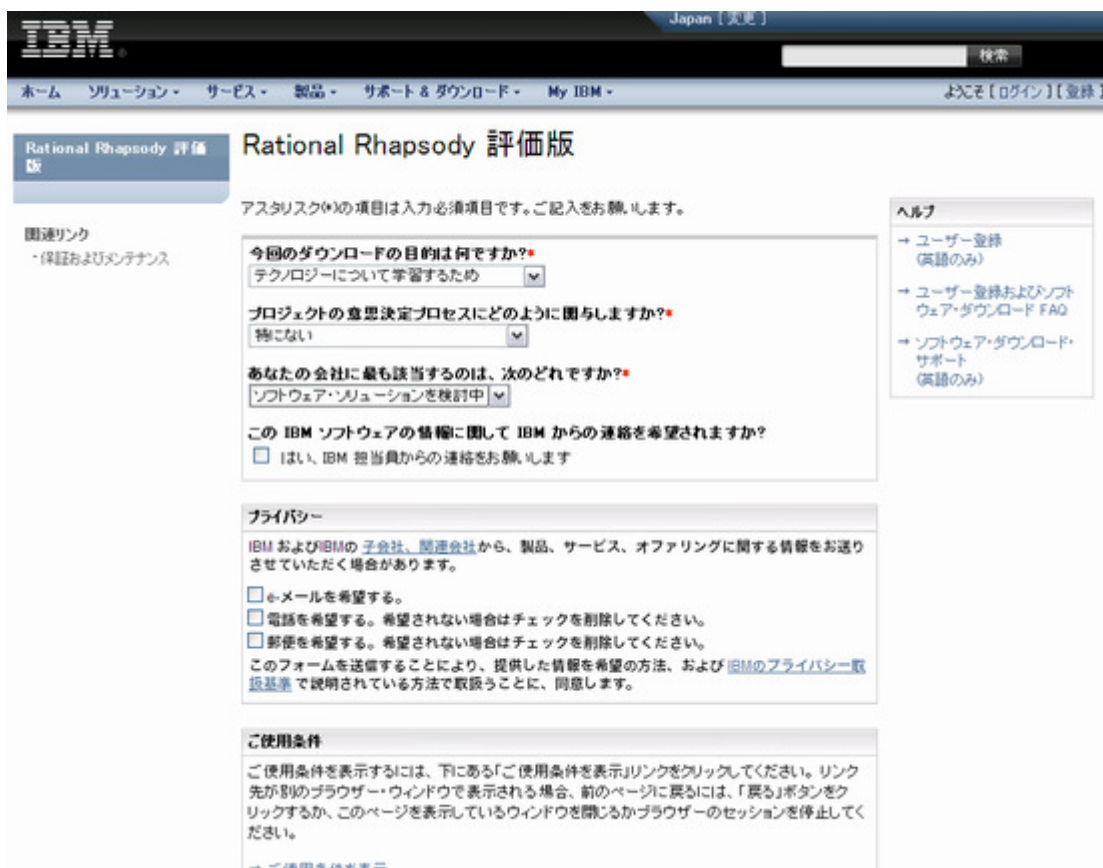 IBM
Japan [ 変更 ]
検索
ホーム ソリューション サービス 製品 サポート & ダウンロード My IBM ようこそ [ ログイン ] [ 登録 ]
Rational Rhapsody 評価
版
関連リンク
・保証およびメンテナンス
Rational Rhapsody 評価版
アスタリスク(*)の項目は入力必須項目です。ご記入をお願いします。
今回のダウンロードの目的は何ですか?*
テクノロジーについて学習するため
プロジェクトの意思決定プロセスにどのように関与しますか?*
特にない
あなたの会社に最も該当するのは、次のどれですか?*
ソフトウェア・ソリューションを検討中
この IBM ソフトウェアの情報に関して IBM からの連絡を希望されますか?
はい、IBM 担当員からの連絡をお願いします
プライバシー
IBM およびIBMの 子会社、関連会社から、製品、サービス、オファリングに関する情報をお送り
させていただく場合があります。
e-メールを希望する。
電話を希望する。希望されない場合はチェックを削除してください。
郵便を希望する。希望されない場合はチェックを削除してください。
このフォームを送信することにより、提供した情報を希望の方法、および IBMのプライバシー取
扱基準 で説明されている方法で取扱うことに、同意します。
ご使用条件
ご使用条件を表示するには、下にある「ご使用条件を表示」リンクをクリックしてください。リンク
先が別のブラウザー・ウィンドウで表示される場合、前のページに戻るには、「戻る」ボタンをク
リックするか、このページを表示しているウィンドウを閉じるかブラウザーのセッションを停止してく
ださい。
→ ご使用条件を表示
ヘルプ
→ ユーザー登録
(英語のみ)
→ ユーザー登録およびソフト
ウェア・ダウンロード FAQ
→ ソフトウェア・ダウンロード・
サポート
(英語のみ)